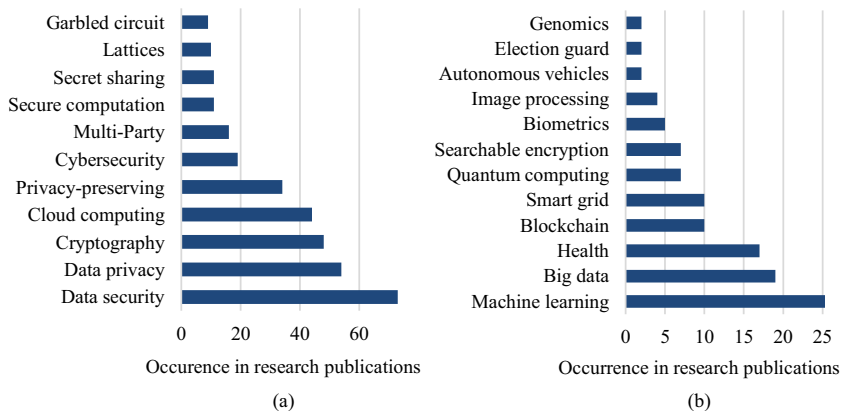 Garbled circuit
Lattices
Secret sharing
Secure computation
Multi-Party
Cybersecurity
Privacy-preserving
Cloud computing
Cryptography
Data privacy
Data security
0 20 40 60
Occurence in research publications
(a)
Genomics
Election guard
Autonomous vehicles
Image processing
Biometrics
Searchable encryption
Quantum computing
Smart grid
Blockchain
Health
Big data
Machine learning
0 5 10 15 20 25
Occurrence in research publications
(b)